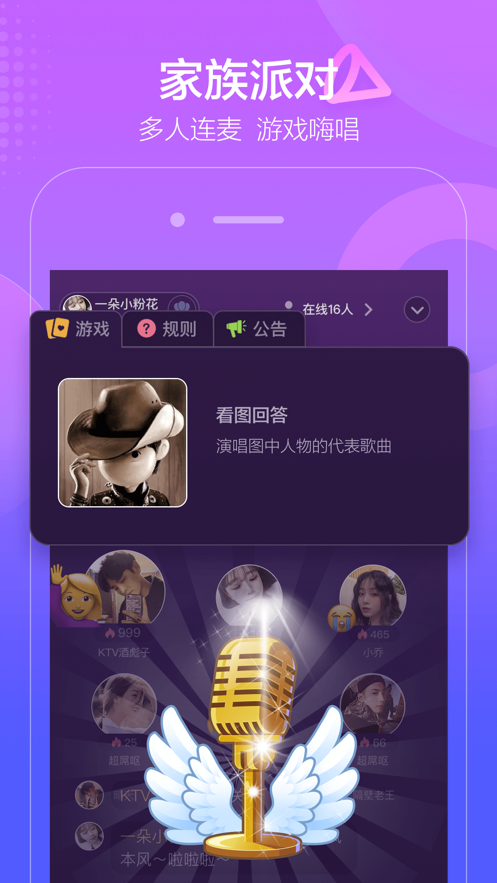 家族派对
多人连麦 游戏嗨唱
一朵小粉花
在线16人
游戏
规则
公告
看图回答
演唱图中人物的代表歌曲
999
465
KTV酒彪子
小乔
25
66
超屌呕
超屌呕
KTV
老王
一朵小
本风～啦啦啦～